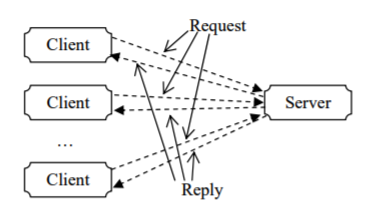 Request
Client
Client
Server
...
Client
Reply